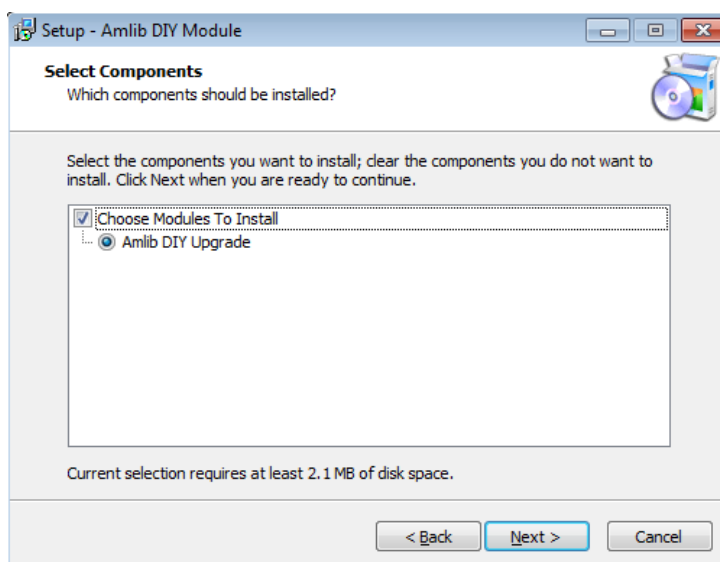 Setup - Amlib DIY Module
Select Components
Which components should be installed?
Select the components you want to install; clear the components you do not want to
install. Click Next when you are ready to continue.
Choose Modules To Install
Amlib DIY Upgrade
Current selection requires at least 2.1 MB of disk space.
< Back
Next >
Cancel